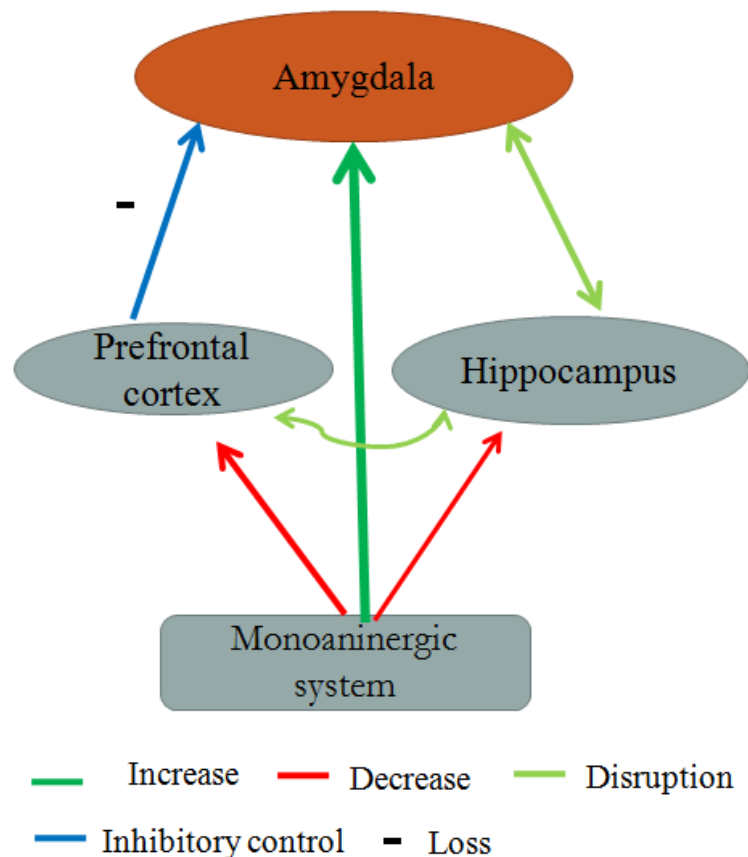 Amygdala
-
Prefrontal
cortex
Hippocampus
Monoaninergic
system
Increase
Decrease
Disruption
Inhibitory control
- Loss